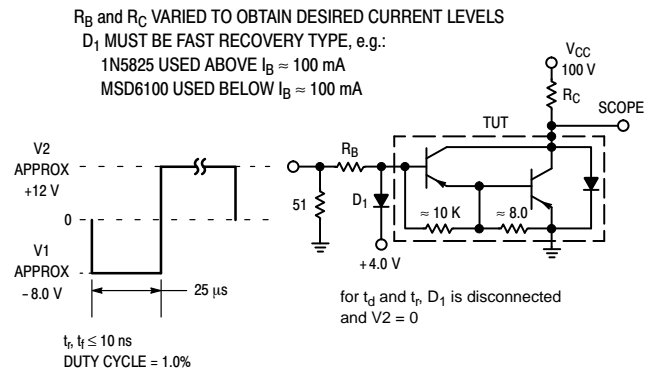 R_B and R_C VARIED TO OBTAIN DESIRED CURRENT LEVELS
D_1 MUST BE FAST RECOVERY TYPE, e.g.:
1N5825 USED ABOVE I_B ≈ 100 mA
MSD6100 USED BELOW I_B ≈ 100 mA
V_CC
100 V
R_C
SCOPE
TUT
V2
APPROX
+12 V
R_B
51
D_1
≈ 10 K
≈ 8.0
0
V1
APPROX
-8.0 V
+4.0 V
25 μs
for t_d and t_r, D_1 is disconnected
and V2 = 0
t_r, t_f ≤ 10 ns
DUTY CYCLE = 1.0%